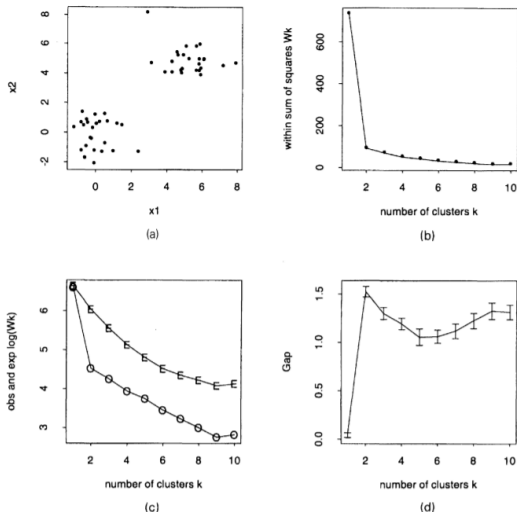 x2
-2 0 2 4 6 8
0 2 4 6 8
x1
(a)
within sum of squares Wk
0 200 400 600
2 4 6 8 10
number of clusters k
(b)
obs and exp log(Wk)
3 4 5 6
E E E E E E E E E E
O O O O O O O O O O
2 4 6 8 10
number of clusters k
(c)
Gap
0.0 0.5 1.0 1.5
2 4 6 8 10
number of clusters k
(d)